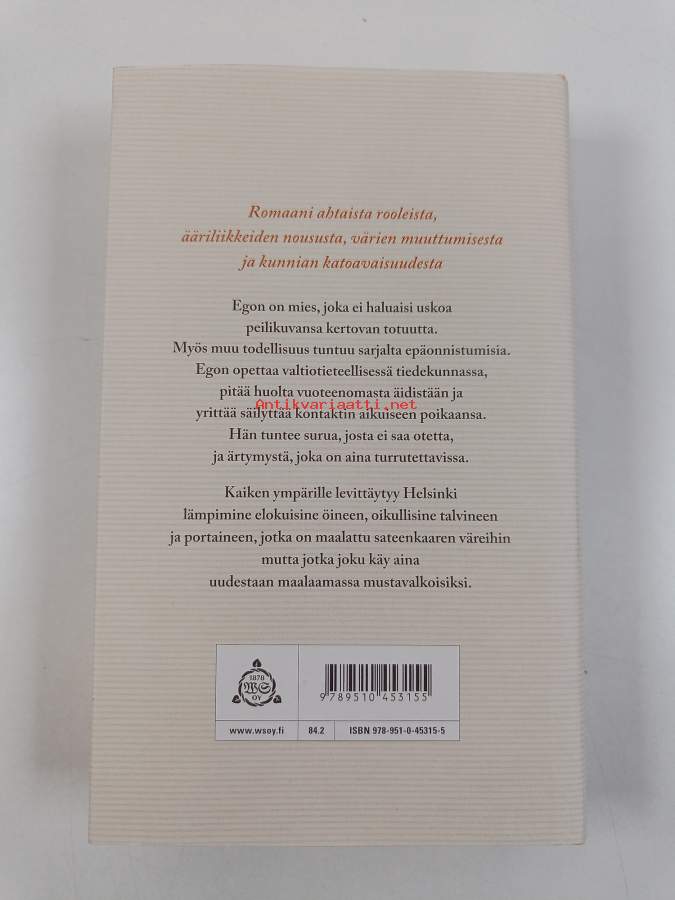 Romaani ahtaista rooleista,
ääriliikkeiden noususta, värien muuttumisesta
ja kunnian katoavaisuudesta
Egon on mies, joka ei haluaisi uskoa
peilikuvansa kertovan totuutta.
Myös muu todellisuus tuntuu sarjalta epäonnistumisia.
Egon opettaa valtiotieteellisessä tiedekunnassa,
pitää huolta vuoteenomasta äidistään ja
Antikvariaatti.net
yrittää säilyttää kontaktin aikuiseen poikaansa.
Hän tuntee surua, josta ei saa otetta,
ja ärtymystä, joka on aina turrutettavissa.
Kaiken ympärille levittäytyy Helsinki
lämpimine elokuisine öineen, oikullisine talvineen
ja portaineen, jotka on maalattu sateenkaaren väreihin
mutta jotka joku käy aina
uudestaan maalaamassa mustavalkoisiksi.
1878
WS
OY
9 789510 453155
www.wsoy.fi
84.2
ISBN 978-951-0-45315-5